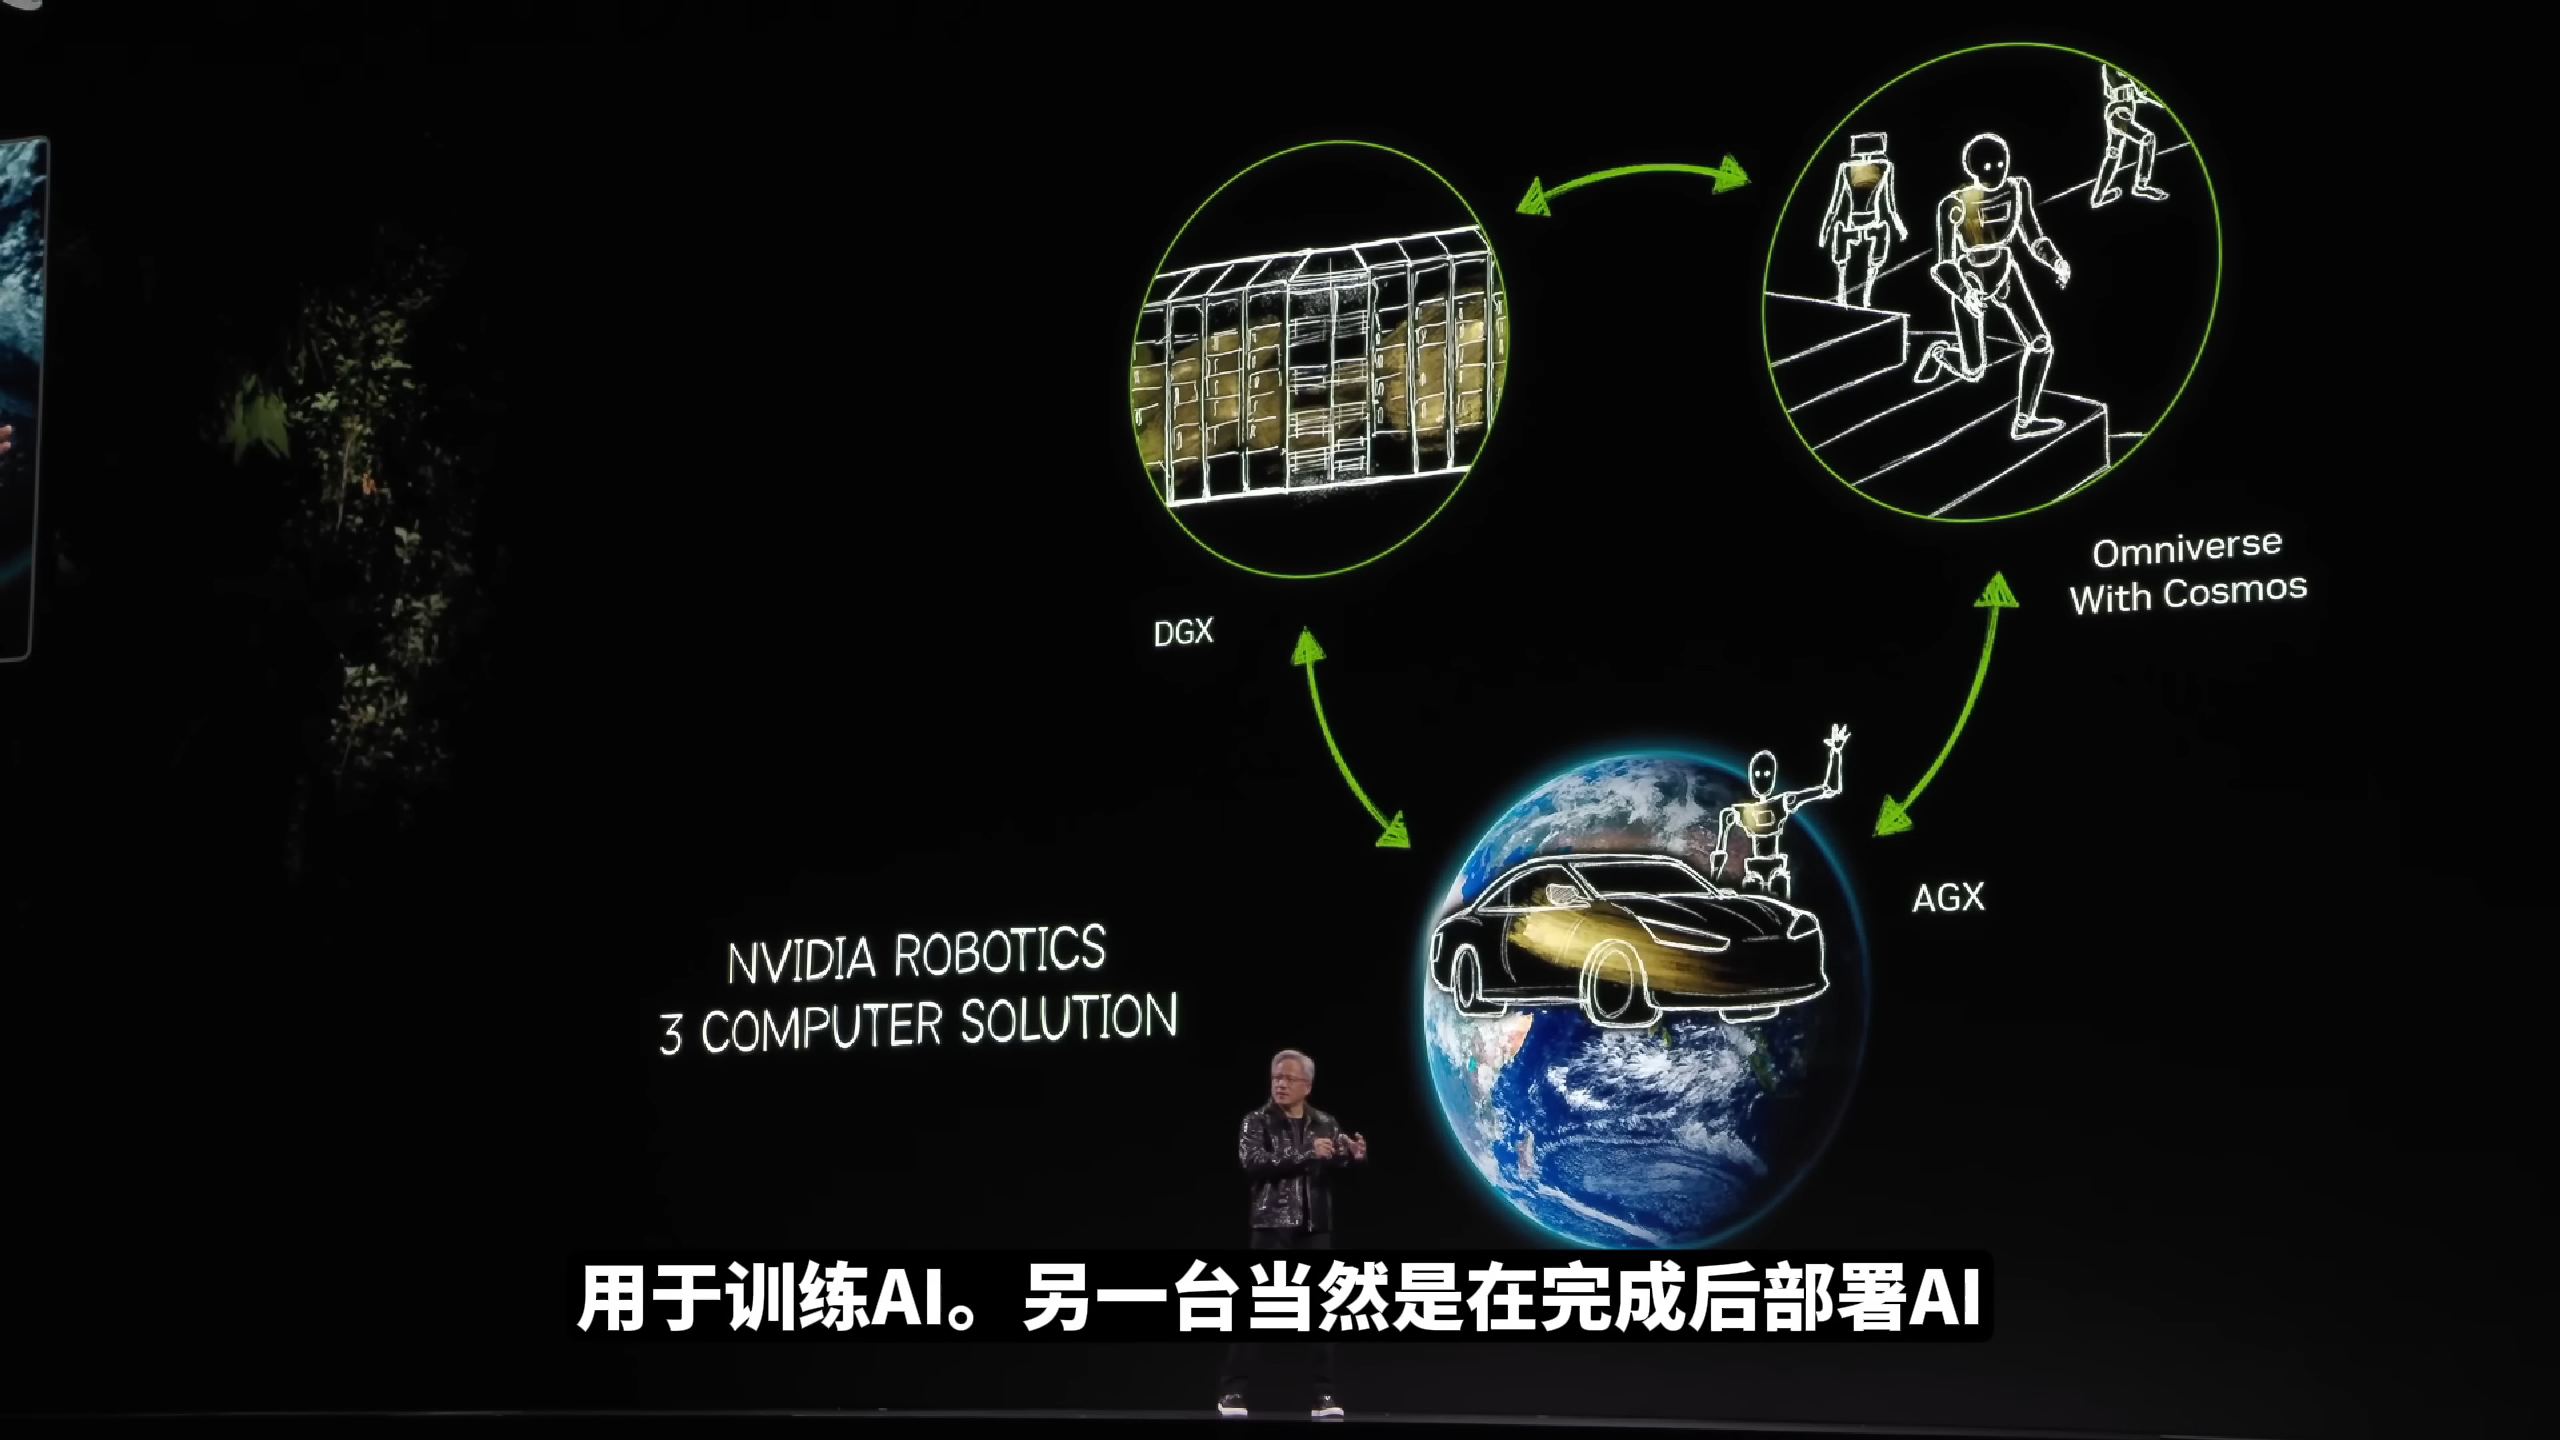 Omniverse
With Cosmos
DGX
AGX
NVIDIA ROBOTICS
3 COMPUTER SOLUTION
用于训练AI。另一台当然是在完成后部署AI